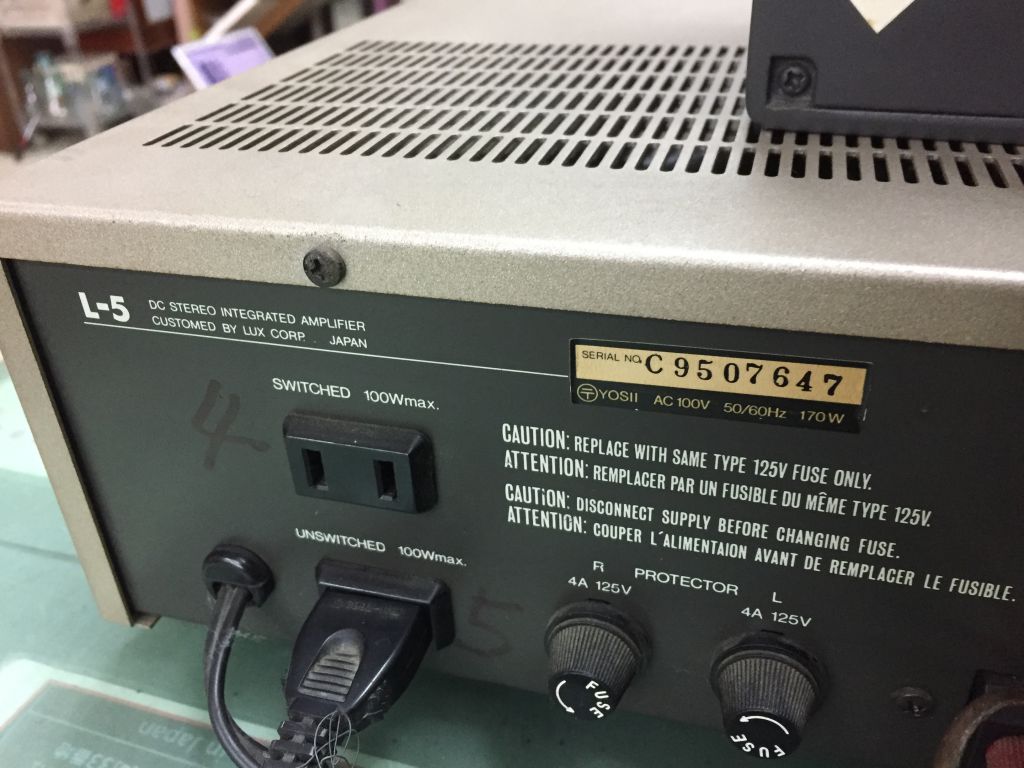 L-5
DC STEREO INTEGRATED AMPLIFIER
CUSTOMED BY LUX CORP. JAPAN
SERIAL NO. C9507647
YOSII AC 100V 50/60Hz 170W
SWITCHED 100Wmax.
4
CAUTION: REPLACE WITH SAME TYPE 125V FUSE ONLY.
ATTENTION: REMPLACER PAR UN FUSIBLE DU MÊME TYPE 125V.
CAUTION: DISCONNECT SUPPLY BEFORE CHANGING FUSE.
ATTENTION: COUPER L'ALIMENTAION AVANT DE REMPLACER LE FUSIBLE.
UNSWITCHED 100Wmax.
5
R PROTECTOR L
4A 125V 4A 125V
FUSE
FUSE
in Japan